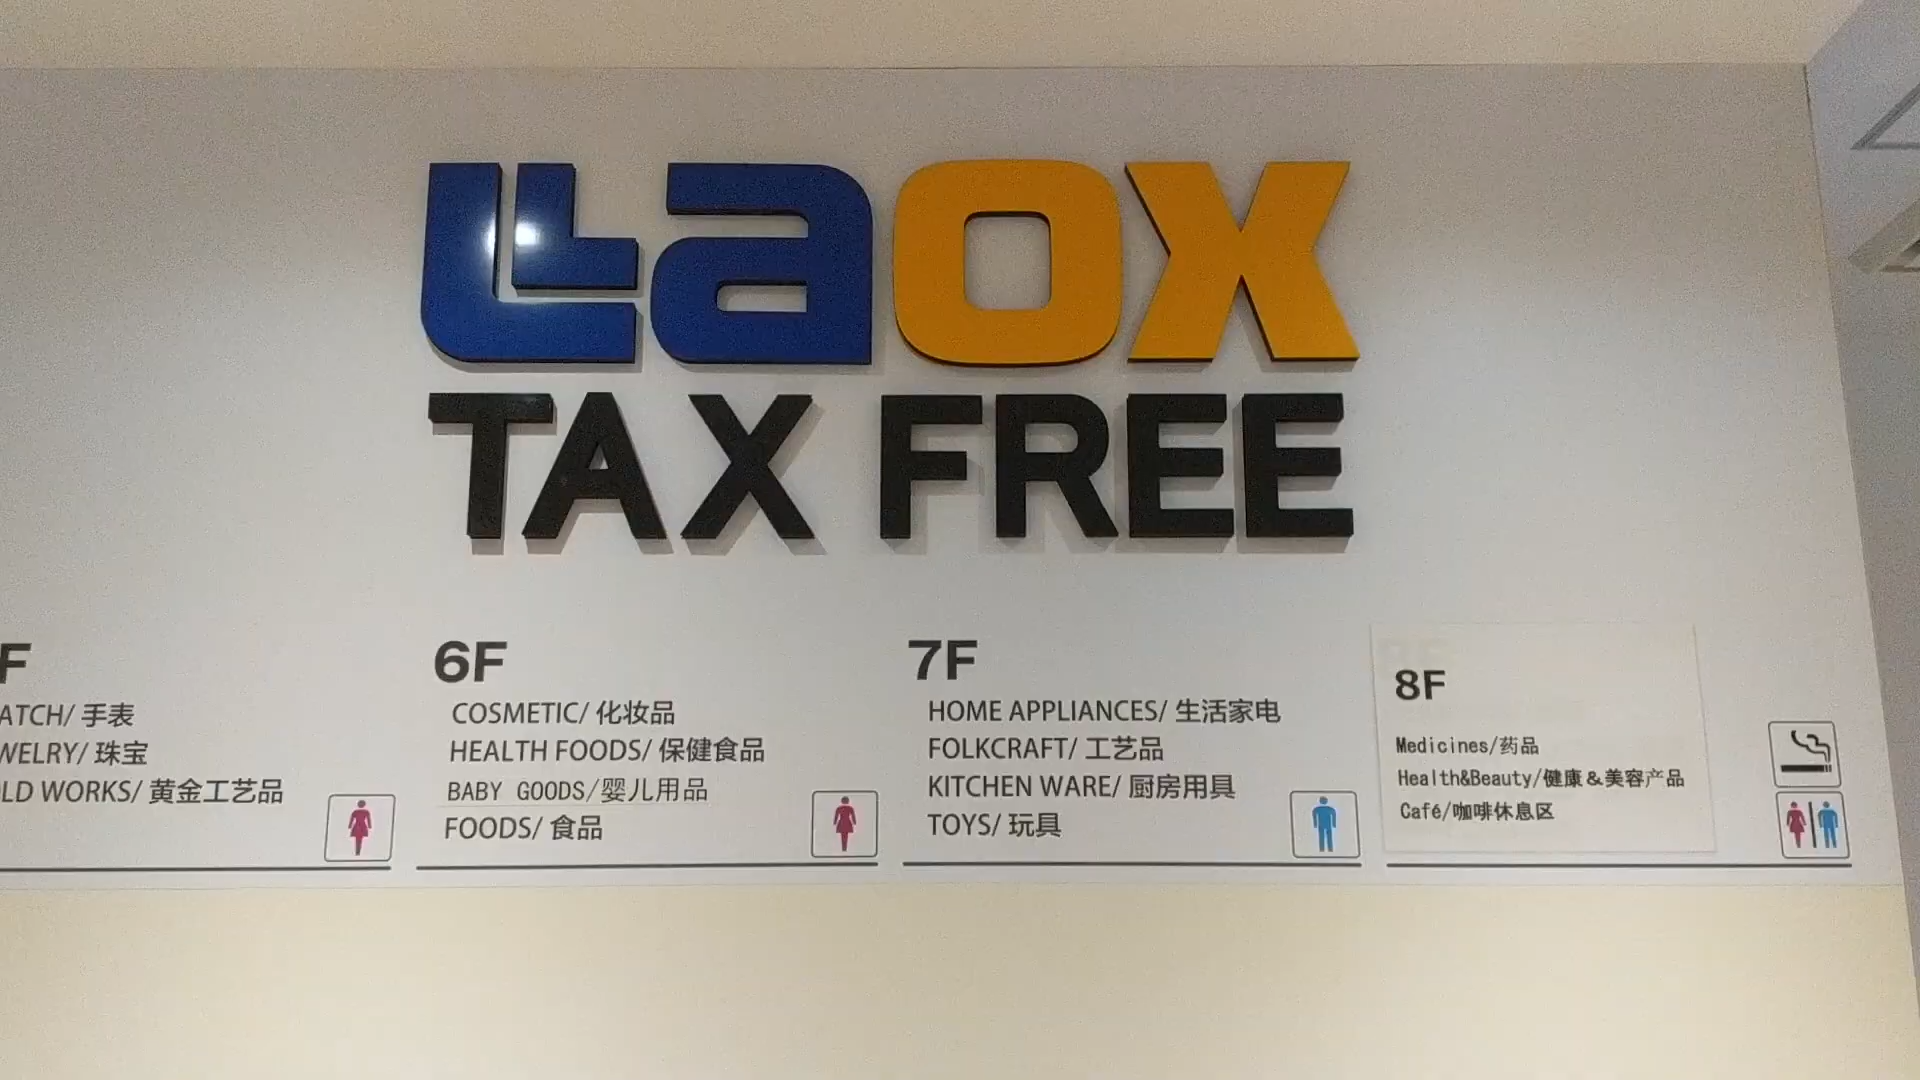 Laox
TAX FREE
F
ATCH/ 手表
WELRY/ 珠宝
LD WORKS/ 黄金工艺品
6F
COSMETIC/ 化妆品
HEALTH FOODS/ 保健食品
BABY GOODS/婴儿用品
FOODS/ 食品
7F
HOME APPLIANCES/ 生活家电
FOLKCRAFT/ 工艺品
KITCHEN WARE/ 厨房用具
TOYS/ 玩具
8F
Medicines/药品
Health&Beauty/健康＆美容产品
Café/咖啡休息区